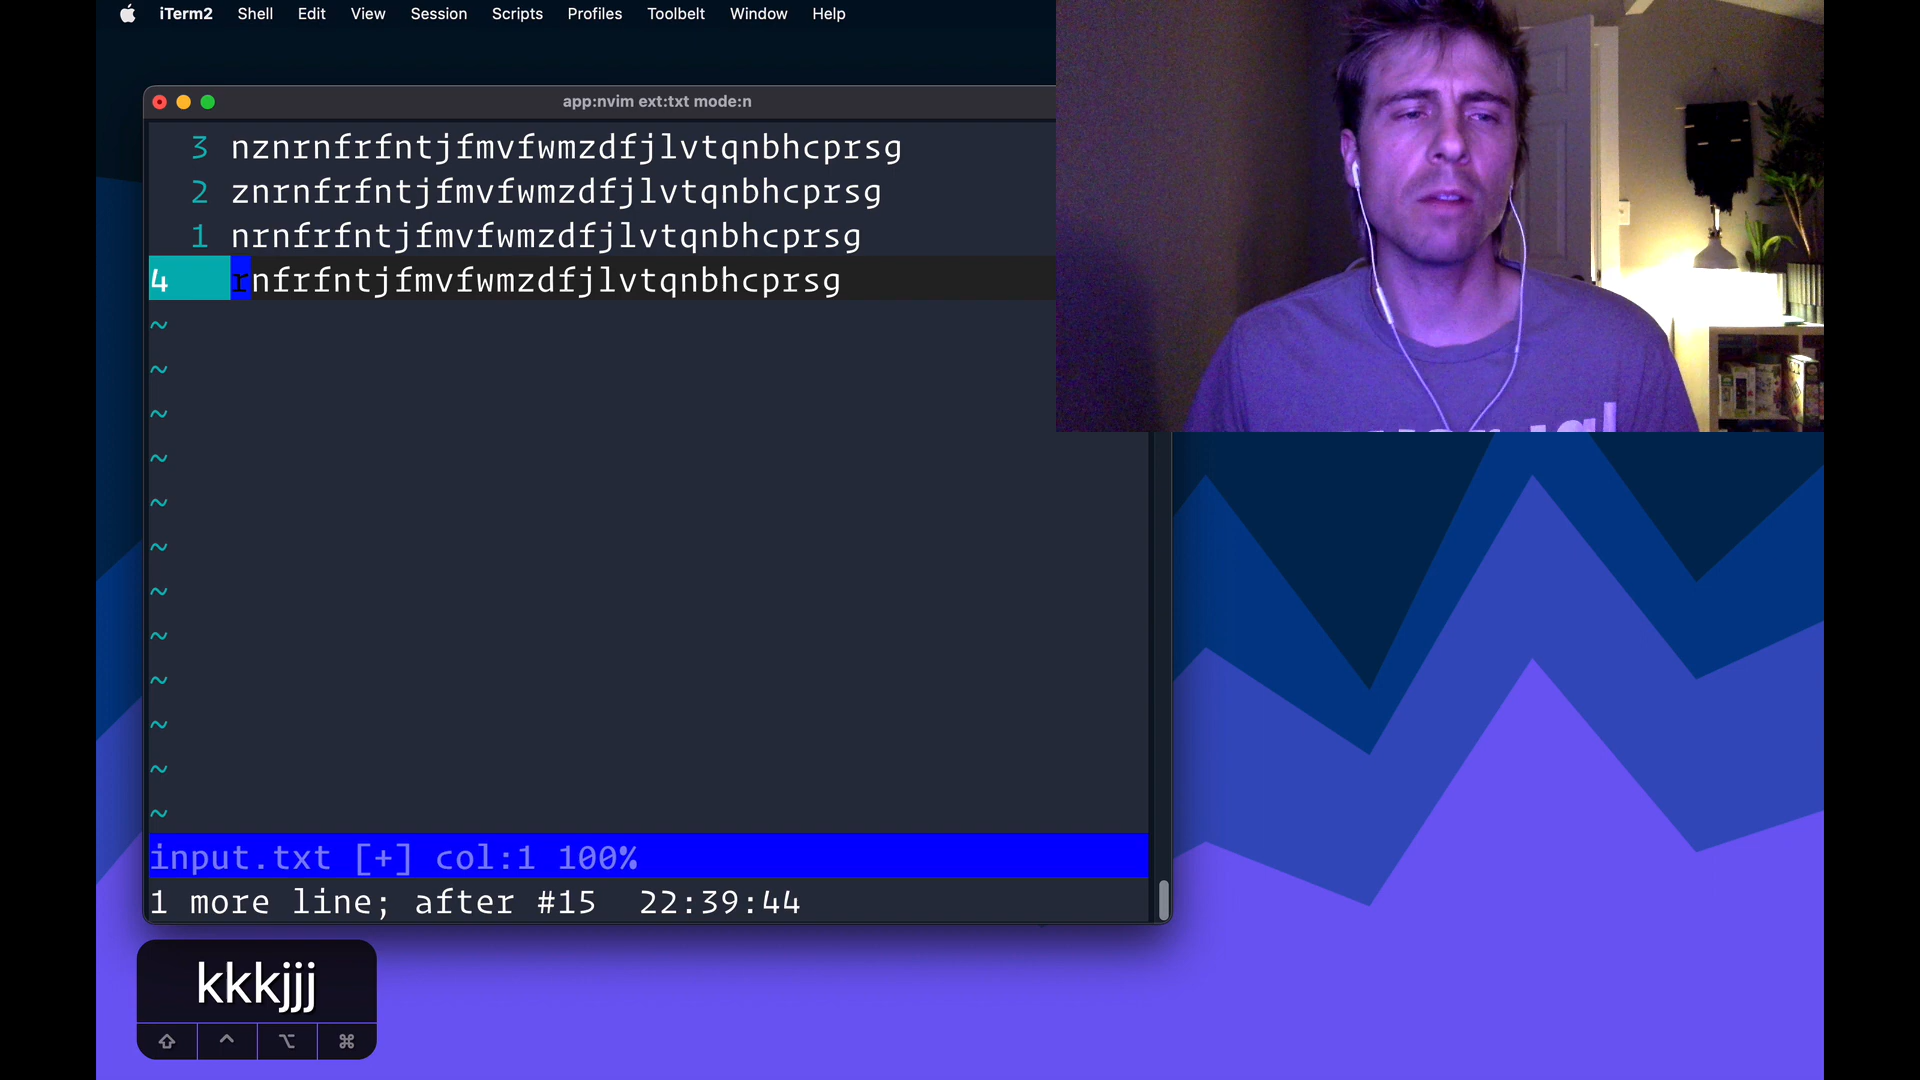 iTerm2 Shell Edit View Session Scripts Profiles Toolbelt Window Help
app:nvim ext:txt mode:n
3 nznrnfrfntjfmvfwmzdfjlvtqnbhcprsg
2 znrnfrfntjfmvfwmzdfjlvtqnbhcprsg
1 nrnfrfntjfmvfwmzdfjlvtqnbhcprsg
4 rnfrfntjfmvfwmzdfjlvtqnbhcprsg
~
~
~
~
~
~
~
~
~
~
~
~
input.txt [+] col:1 100%
1 more line; after #15 22:39:44
kkkjjj